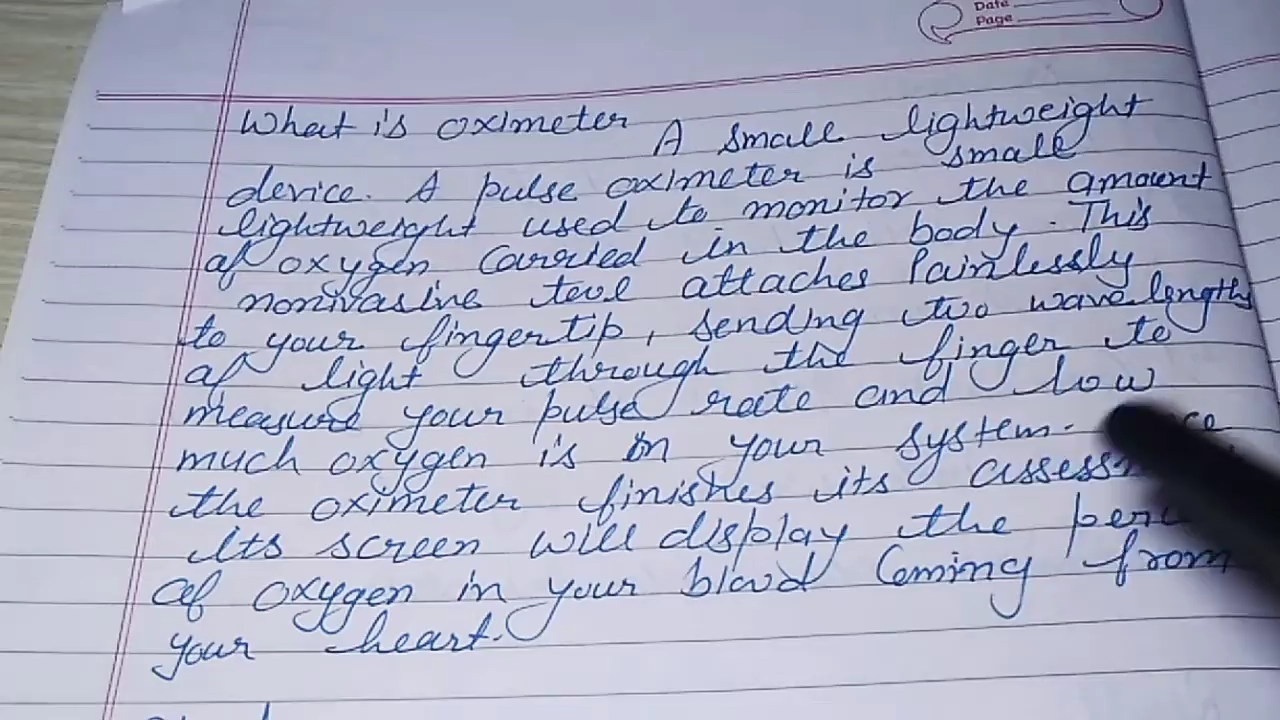 Date
Page
What is oximeter A small lightweight
device. A pulse oximeter is small
lightweight used to monitor the amount
of oxygen carried in the body. This
nonivasine tool attaches Painlessly
to your fingertip, sending two wavelengths
of light through the finger to
measure your pulse rate and how
much oxygen is in your system.
the oximeter finishes its
its screen will display the
of oxygen in your blood Coming from
your heart.